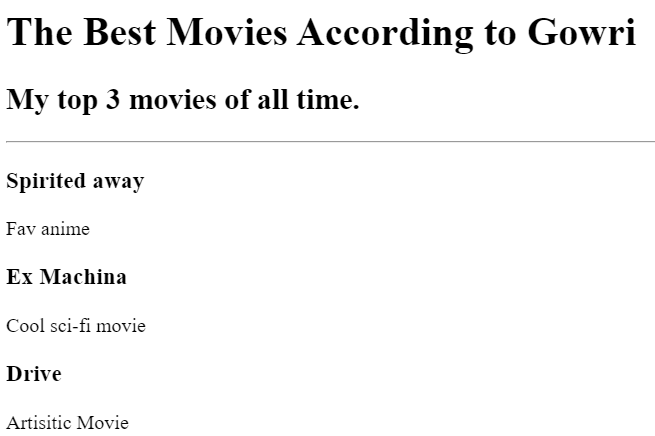 The Best Movies According to Gowri
My top 3 movies of all time.
Spirited away
Fav anime
Ex Machina
Cool sci-fi movie
Drive
Artisitic Movie